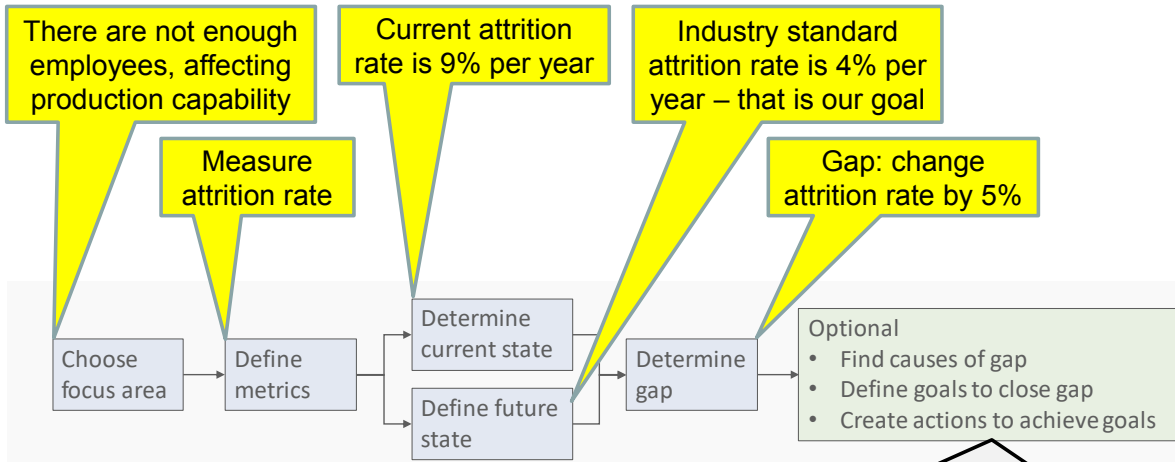 There are not enough
employees, affecting
production capability
Current attrition
rate is 9% per year
Industry standard
attrition rate is 4% per
year – that is our goal
Measure
attrition rate
Gap: change
attrition rate by 5%
Choose
focus area
Define
metrics
Determine
current state
Define future
state
Determine
gap
Optional
• Find causes of gap
• Define goals to close gap
• Create actions to achieve goals